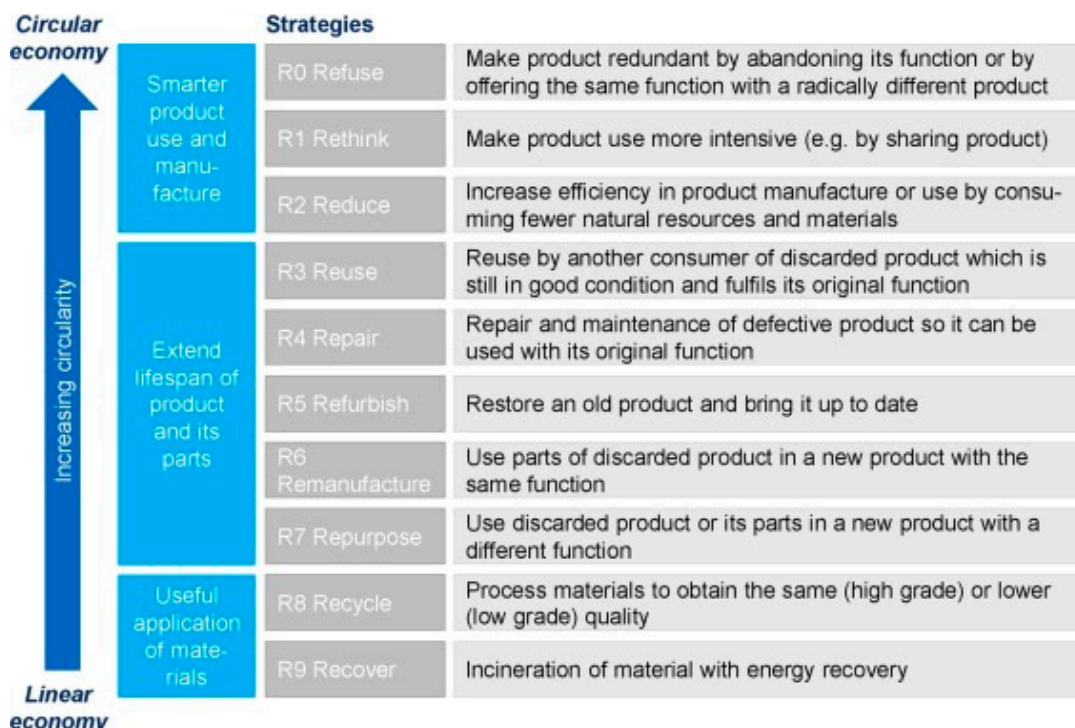 Circular
economy
Strategies
Increasing circularity
Linear
economy
Smarter
product
use and
manu-
facture
R0 Refuse
Make product redundant by abandoning its function or by
offering the same function with a radically different product
R1 Rethink
Make product use more intensive (e.g. by sharing product)
R2 Reduce
Increase efficiency in product manufacture or use by consu-
ming fewer natural resources and materials
Extend
lifespan of
product
and its
parts
R3 Reuse
Reuse by another consumer of discarded product which is
still in good condition and fulfils its original function
R4 Repair
Repair and maintenance of defective product so it can be
used with its original function
R5 Refurbish
Restore an old product and bring it up to date
R6
Remanufacture
Use parts of discarded product in a new product with the
same function
R7 Repurpose
Use discarded product or its parts in a new product with a
different function
Useful
application
of mate-
rials
R8 Recycle
Process materials to obtain the same (high grade) or lower
(low grade) quality
R9 Recover
Incineration of material with energy recovery